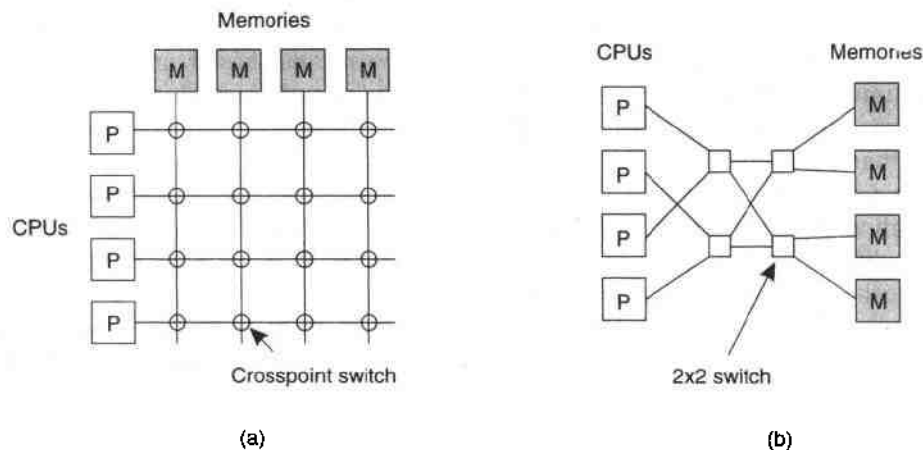 Memories
M M M M
P
P
CPUs
P
P
Crosspoint switch
(a)
CPUs Memories
P M
P M
P M
P M
2x2 switch
(b)